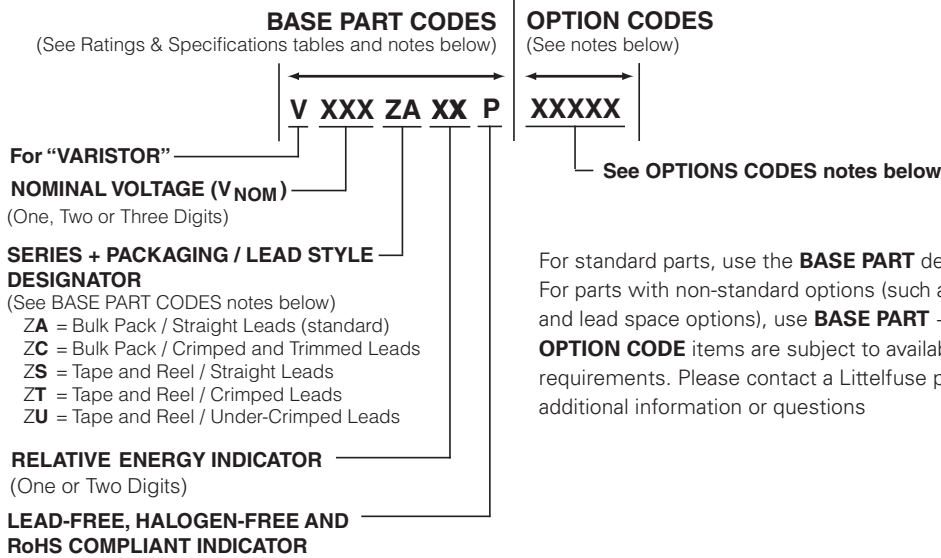 BASE PART CODES
(See Ratings & Specifications tables and notes below)
OPTION CODES
(See notes below)
V XXX ZA XX P XXXXX
For “VARISTOR”
See OPTIONS CODES notes below
NOMINAL VOLTAGE (VNOM)
(One, Two or Three Digits)
SERIES + PACKAGING / LEAD STYLE
DESIGNATOR
(See BASE PART CODES notes below)
ZA = Bulk Pack / Straight Leads (standard)
ZC = Bulk Pack / Crimped and Trimmed Leads
ZS = Tape and Reel / Straight Leads
ZT = Tape and Reel / Crimped Leads
ZU = Tape and Reel / Under-Crimped Leads
RELATIVE ENERGY INDICATOR
(One or Two Digits)
LEAD-FREE, HALOGEN-FREE AND
RoHS COMPLIANT INDICATOR
For standard parts, use the BASE PART
For parts with non-standard options (such
and lead space options), use BASE PART
OPTION CODE items are subject to
requirements. Please contact a Littelfuse
additional information or questions